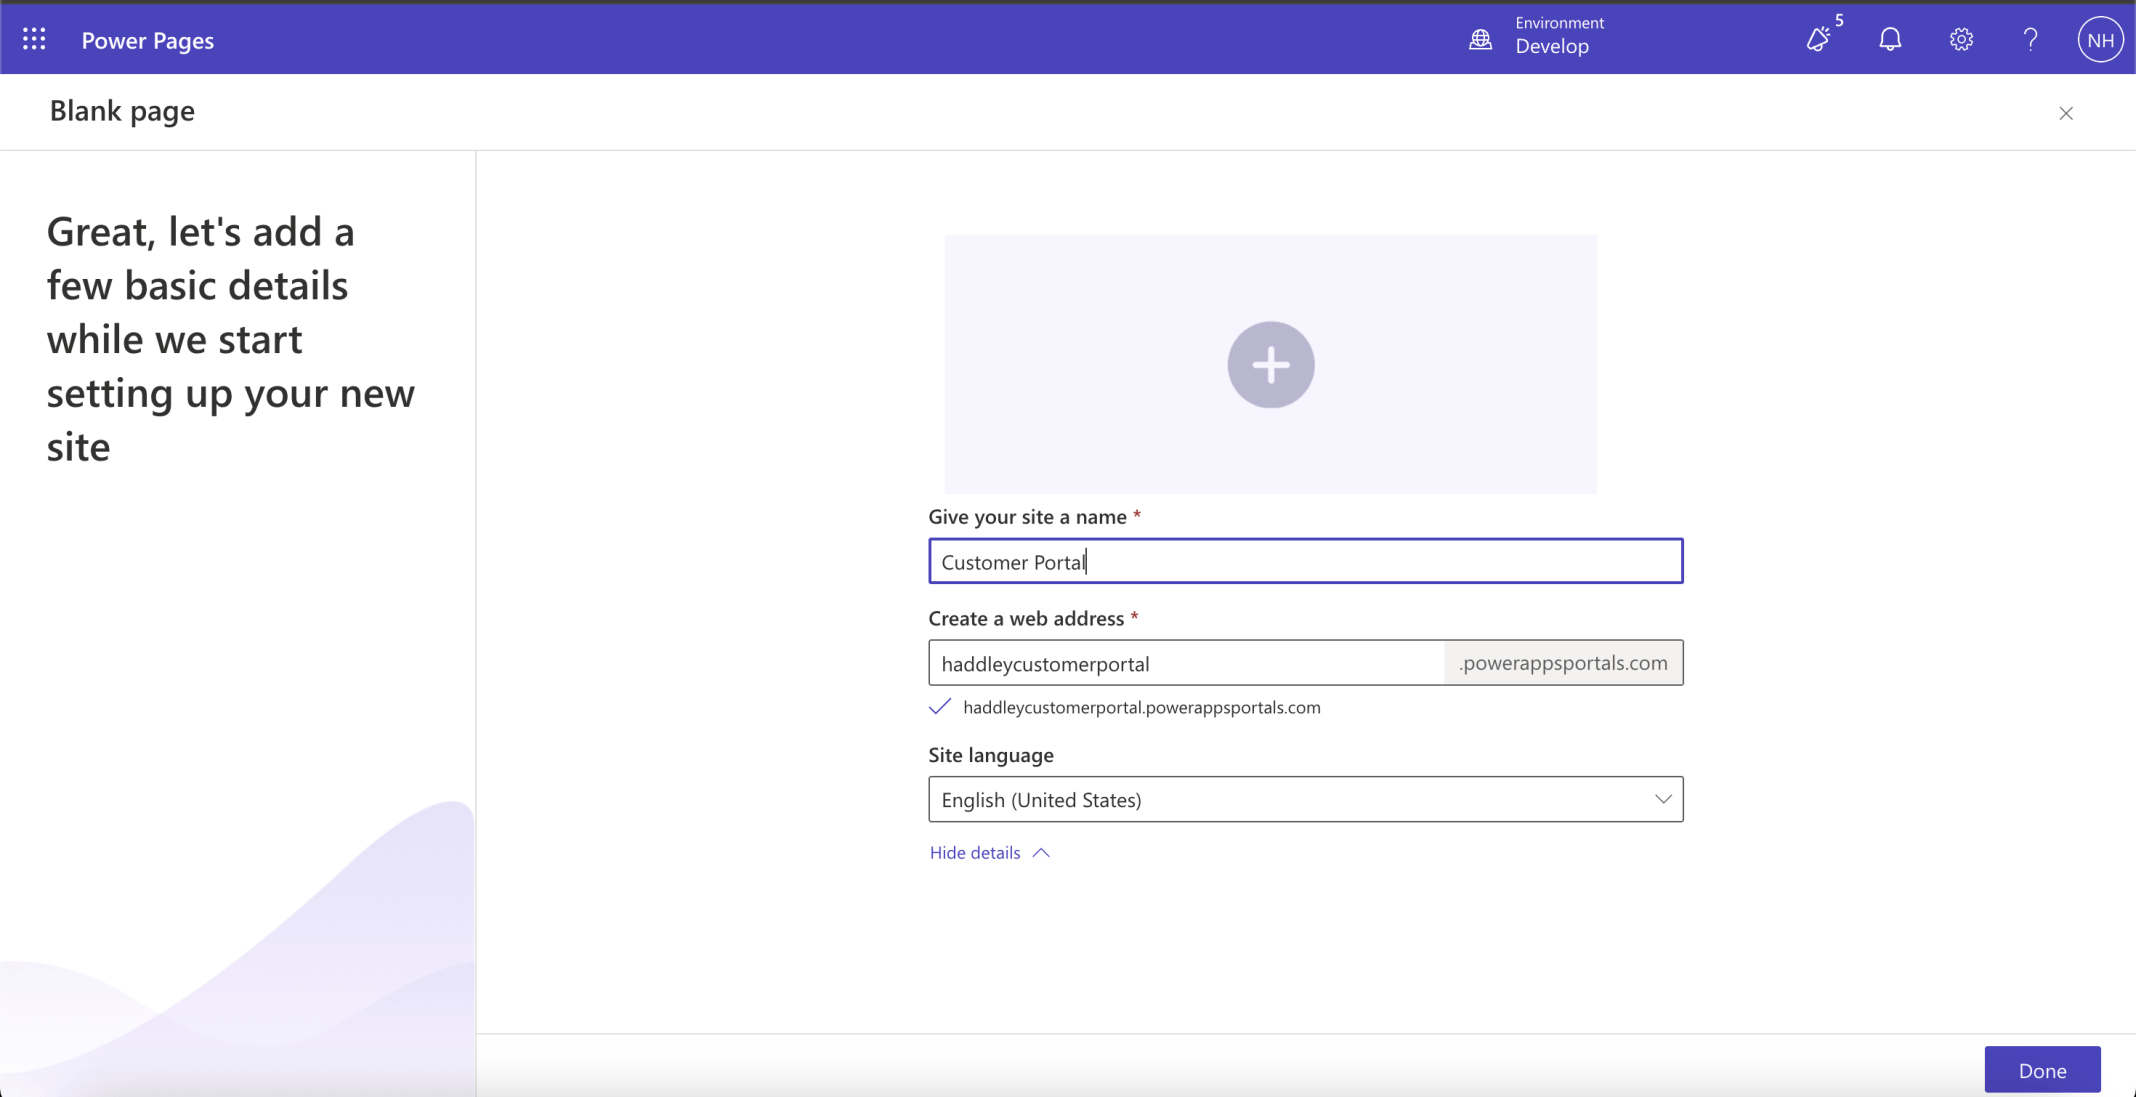 Power Pages
Environment
Develop
5
?
NH
Blank page
Great, let's add a
few basic details
while we start
setting up your new
site
Give your site a name *
Customer Portal
Create a web address *
haddleycustomerportal
.powerappsportals.com
haddleycustomerportal.powerappsportals.com
Site language
English (United States)
Hide details
Done